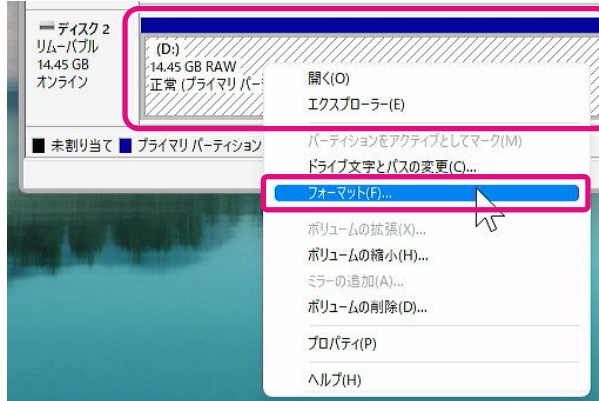 ディスク 2
リムーバブル
14.45 GB
オンライン
(D:)
14.45 GB RAW
正常 (プライマリ パー
未割り当て プライマリ パーティション
開く(O)
エクスプローラー(E)
パーティションをアクティブとしてマーク(M)
ドライブ文字とパスの変更(C)...
フォーマット(F)...
ボリュームの拡張(X)...
ボリュームの縮小(H)...
ミラーの追加(A)...
ボリュームの削除(D)...
プロパティ(P)
ヘルプ(H)